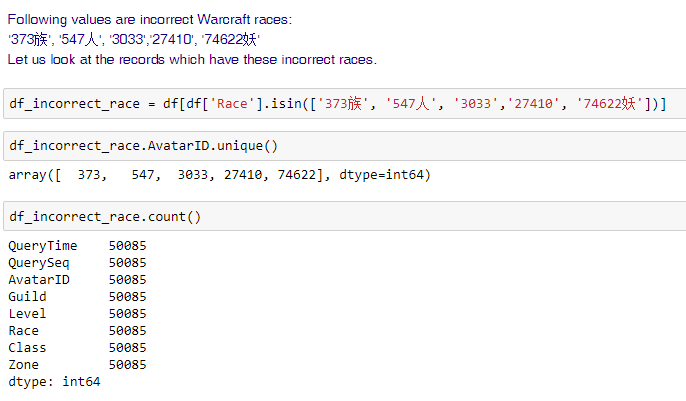 Following values are incorrect Warcraft races:
'373族', '547人', '3033','27410', '74622妖'
Let us look at the records which have these incorrect races.
df_incorrect_race = df[df['Race'].isin(['373族', '547人', '3033','27410', '74622妖'])]
df_incorrect_race.AvatarID.unique()
array([  373,   547,  3033, 27410, 74622], dtype=int64)
df_incorrect_race.count()
QueryTime    50085
QuerySeq     50085
AvatarID     50085
Guild        50085
Level        50085
Race         50085
Class        50085
Zone         50085
dtype: int64